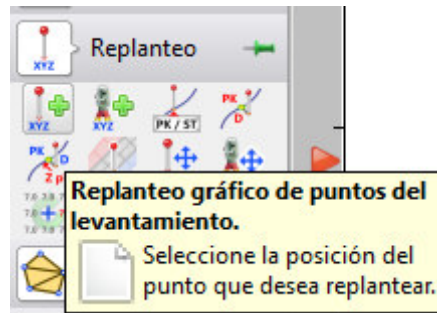 XYZ
Replanteo
XYZ
XYZ
PK / ST
PK
D
PK
D
Z
Replanteo gráfico de puntos del
levantamiento.
Seleccione la posición del
punto que desea replantear.